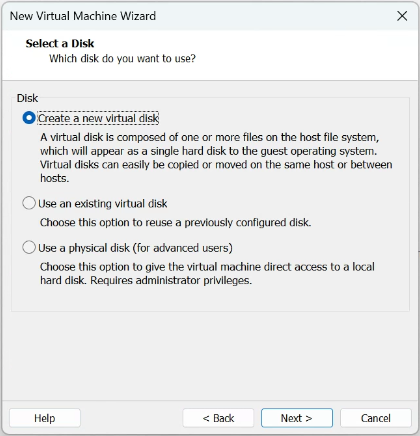 New Virtual Machine Wizard
Select a Disk
Which disk do you want to use?
Disk
Create a new virtual disk
A virtual disk is composed of one or more files on the host file system,
which will appear as a single hard disk to the guest operating system.
Virtual disks can easily be copied or moved on the same host or between
hosts.
Use an existing virtual disk
Choose this option to reuse a previously configured disk.
Use a physical disk (for advanced users)
Choose this option to give the virtual machine direct access to a local
hard disk. Requires administrator privileges.
Help < Back Next > Cancel